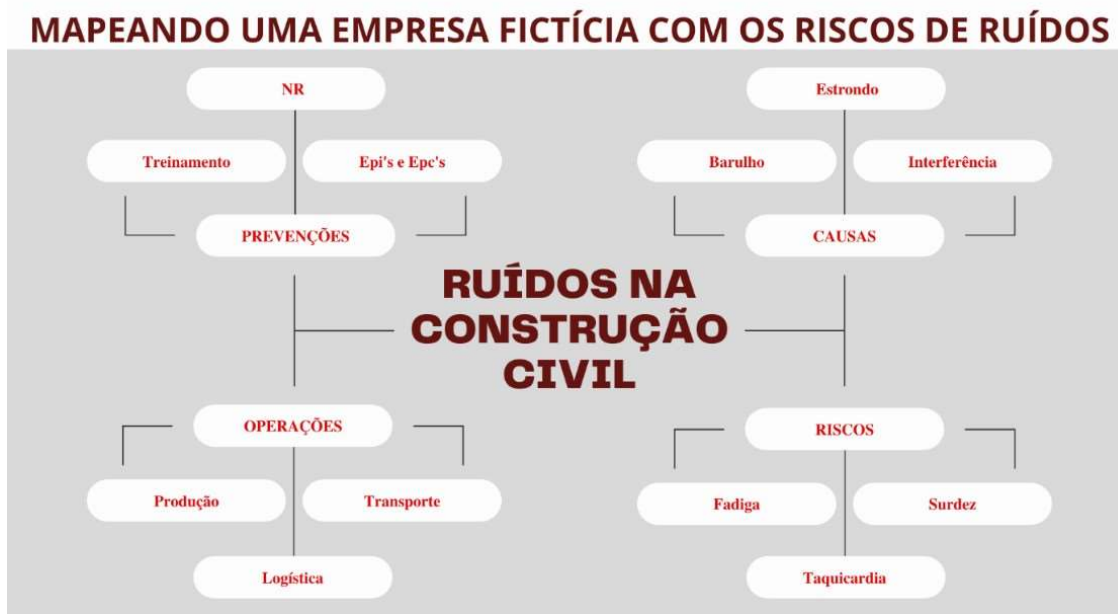 MAPEANDO UMA EMPRESA FICTÍCIA COM OS RISCOS DE RUÍDOS
NR
Treinamento
Epi's e Epc's
PREVENÇÕES
Estrondo
Barulho
Interferência
CAUSAS
RUÍDOS NA
CONSTRUÇÃO
CIVIL
OPERAÇÕES
Produção
Transporte
Logística
RISCOS
Fadiga
Surdez
Taquicardia